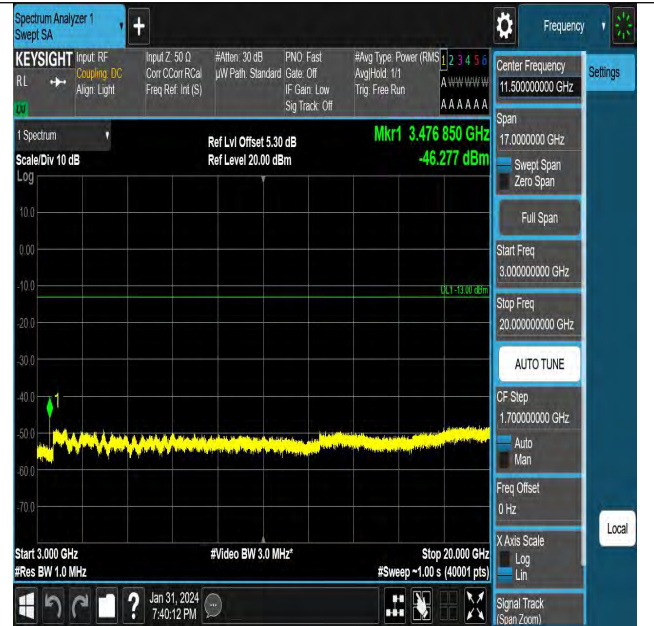 Spectrum Analyzer 1
Swept SA
Frequency
KEYSIGHT
RL
Input: RF
Coupling: DC
Align: Light
Input Z: 50 Ω
Corr CCorr RCal
Freq Ref: Int (S)
#Atten: 30 dB
µW Path: Standard
PNO: Fast
Gate: Off
IF Gain: Low
Sig Track: Off
#Avg Type: Power (RMS
Avg|Hold: 1/1
Trig: Free Run
1 2 3 4 5 6
A W W W W W
A A A A A A
1 Spectrum
Scale/Div 10 dB
Log
Ref Lvl Offset 5.30 dB
Ref Level 20.00 dBm
Mkr1 3.476 850 GHz
-46.277 dBm
10.0
0.00
-10.0
-20.0
-30.0
-40.0
-50.0
-60.0
-70.0
DL1 -13.00 dBm
1
Start 3.000 GHz
#Res BW 1.0 MHz
#Video BW 3.0 MHz*
Stop 20.000 GHz
#Sweep ~1.00 s (40001 pts)
Jan 31, 2024
7:40:12 PM
Center Frequency
11.500000000 GHz
Settings
Span
17.0000000 GHz
Swept Span
Zero Span
Full Span
Start Freq
3.000000000 GHz
Stop Freq
20.000000000 GHz
AUTO TUNE
CF Step
1.700000000 GHz
Auto
Man
Freq Offset
0 Hz
X Axis Scale
Log
Lin
Local
Signal Track
(Span Zoom)